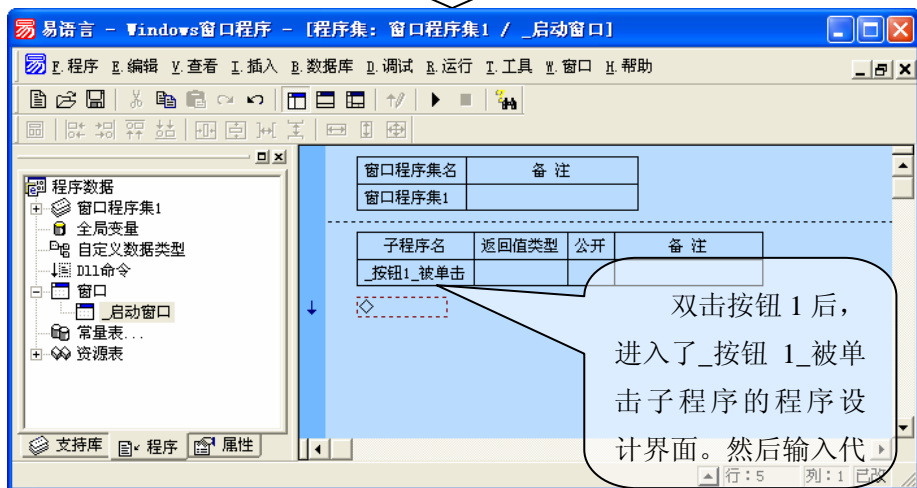 易语言 - Windows窗口程序 - [程序集: 窗口程序集1 / _启动窗口]
F.程序 E.编辑 V.查看 I.插入 B.数据库 D.调试 R.运行 T.工具 W.窗口 H.帮助
程序数据
窗口程序集1
全局变量
自定义数据类型
Dll命令
窗口
_启动窗口
常量表...
资源表
支持库 程序 属性
窗口程序集名 备 注
窗口程序集1
子程序名 返回值类型 公开 备 注
_按钮1_被单击
双击按钮 1 后，
进入了_按钮 1_被单
击子程序的程序设
计界面。然后输入代
行:5 列:1 已改